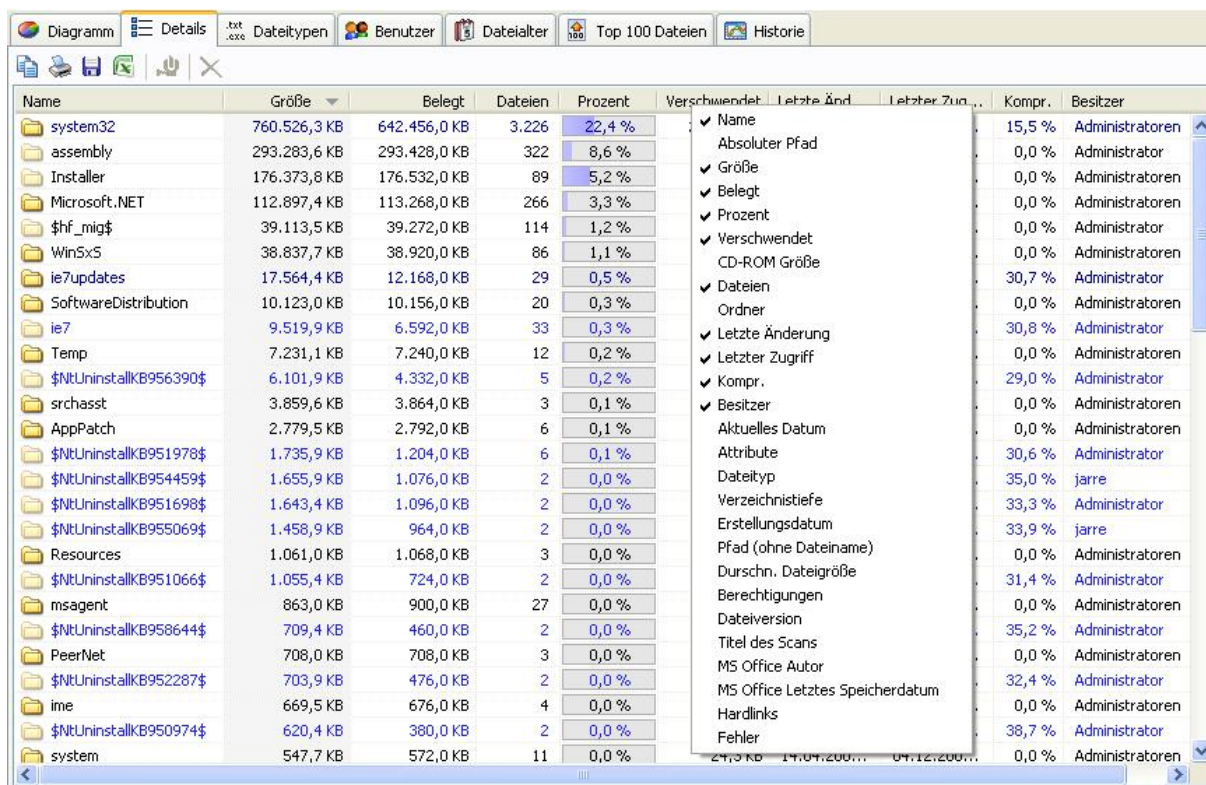 Diagramm Details .txt .exe Dateitypen Benutzer 5 Dateialter 100 Top 100 Dateien Historie
Name Größe Belegt Dateien Prozent Verschwendet Letzte Änd... Letzter Zug... Kompr. Besitzer
system32 760.526,3 KB 642.456,0 KB 3.226 22,4 % 15,5 % Administratoren
assembly 293.283,6 KB 293.428,0 KB 322 8,6 % 0,0 % Administrator
Installer 176.373,8 KB 176.532,0 KB 89 5,2 % 0,0 % Administratoren
Microsoft.NET 112.897,4 KB 113.268,0 KB 266 3,3 % 0,0 % Administratoren
$hf_mig$ 39.113,5 KB 39.272,0 KB 114 1,2 % 0,0 % Administrator
WinSxS 38.837,7 KB 38.920,0 KB 86 1,1 % 0,0 % Administratoren
ie7updates 17.564,4 KB 12.168,0 KB 29 0,5 % 30,7 % Administrator
SoftwareDistribution 10.123,0 KB 10.156,0 KB 20 0,3 % 0,0 % Administratoren
ie7 9.519,9 KB 6.592,0 KB 33 0,3 % 30,8 % Administrator
Temp 7.231,1 KB 7.240,0 KB 12 0,2 % 0,0 % Administratoren
$NtUninstallKB956390$ 6.101,9 KB 4.332,0 KB 5 0,2 % 29,0 % Administrator
srchasst 3.859,6 KB 3.864,0 KB 3 0,1 % 0,0 % Administratoren
AppPatch 2.779,5 KB 2.792,0 KB 6 0,1 % 0,0 % Administratoren
$NtUninstallKB951978$ 1.735,9 KB 1.204,0 KB 6 0,1 % 30,6 % Administrator
$NtUninstallKB954459$ 1.655,9 KB 1.076,0 KB 2 0,0 % 35,0 % jarre
$NtUninstallKB951698$ 1.643,4 KB 1.096,0 KB 2 0,0 % 33,3 % Administrator
$NtUninstallKB955069$ 1.458,9 KB 964,0 KB 2 0,0 % 33,9 % jarre
Resources 1.061,0 KB 1.068,0 KB 3 0,0 % 0,0 % Administratoren
$NtUninstallKB951066$ 1.055,4 KB 724,0 KB 2 0,0 % 31,4 % Administrator
msagent 863,0 KB 900,0 KB 27 0,0 % 0,0 % Administratoren
$NtUninstallKB958644$ 709,4 KB 460,0 KB 2 0,0 % 35,2 % Administrator
PeerNet 708,0 KB 708,0 KB 3 0,0 % 0,0 % Administratoren
$NtUninstallKB952287$ 703,9 KB 476,0 KB 2 0,0 % 32,4 % Administrator
ime 669,5 KB 676,0 KB 4 0,0 % 0,0 % Administratoren
$NtUninstallKB950974$ 620,4 KB 380,0 KB 2 0,0 % 38,7 % Administrator
system 547,7 KB 572,0 KB 11 0,0 % 24,3 KB 14.04.200... 04.12.200... 0,0 % Administratoren
Name
Absoluter Pfad
Größe
Belegt
Prozent
Verschwendet
CD-ROM Größe
Dateien
Ordner
Letzte Änderung
Letzter Zugriff
Kompr.
Besitzer
Aktuelles Datum
Attribute
Dateityp
Verzeichnistiefe
Erstellungsdatum
Pfad (ohne Dateiname)
Durschn. Dateigröße
Berechtigungen
Dateiversion
Titel des Scans
MS Office Autor
MS Office Letztes Speicherdatum
Hardlinks
Fehler